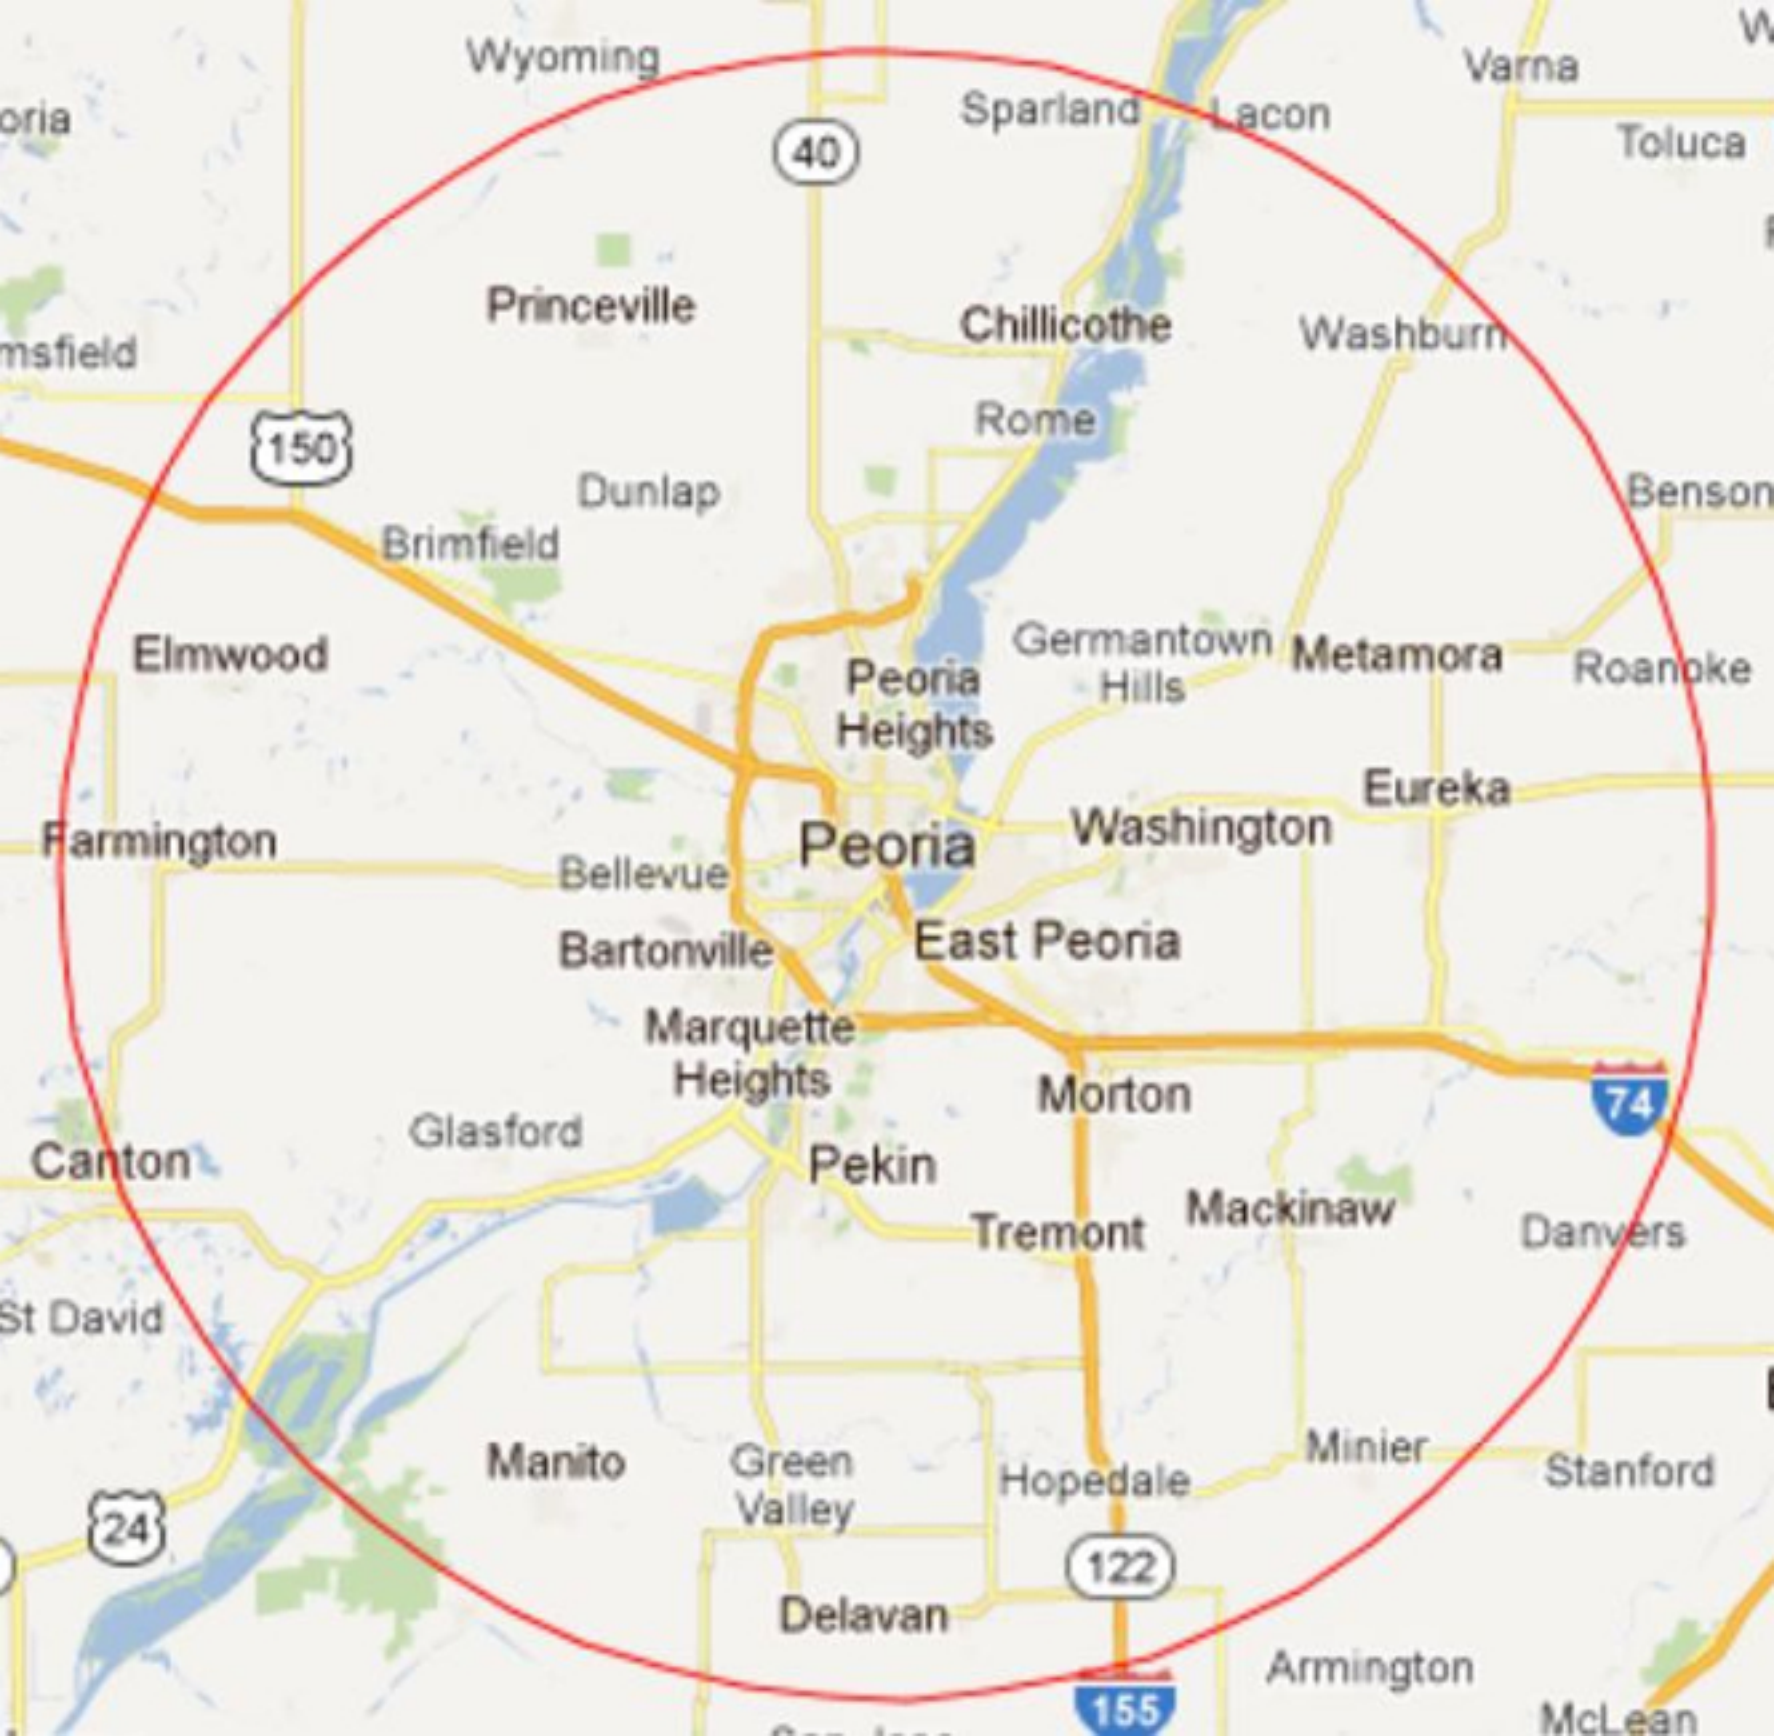 Wyoming
Varna
Sparland
Lacon
oria
Toluca
40
Princeville
Chillicothe
Washburn
msfield
Rome
150
Dunlap
Benson
Brimfield
Germantown
Hills
Elmwood
Metamora
Roanoke
Peoria
Heights
Eureka
Farmington
Peoria
Washington
Bellevue
Bartonville
East Peoria
Marquette
Heights
Morton
74
Glasford
Canton
Pekin
Mackinaw
Tremont
Danvers
St David
Manito
Green
Valley
Hopedale
Minier
Stanford
24
122
Delavan
Armington
155
McLean